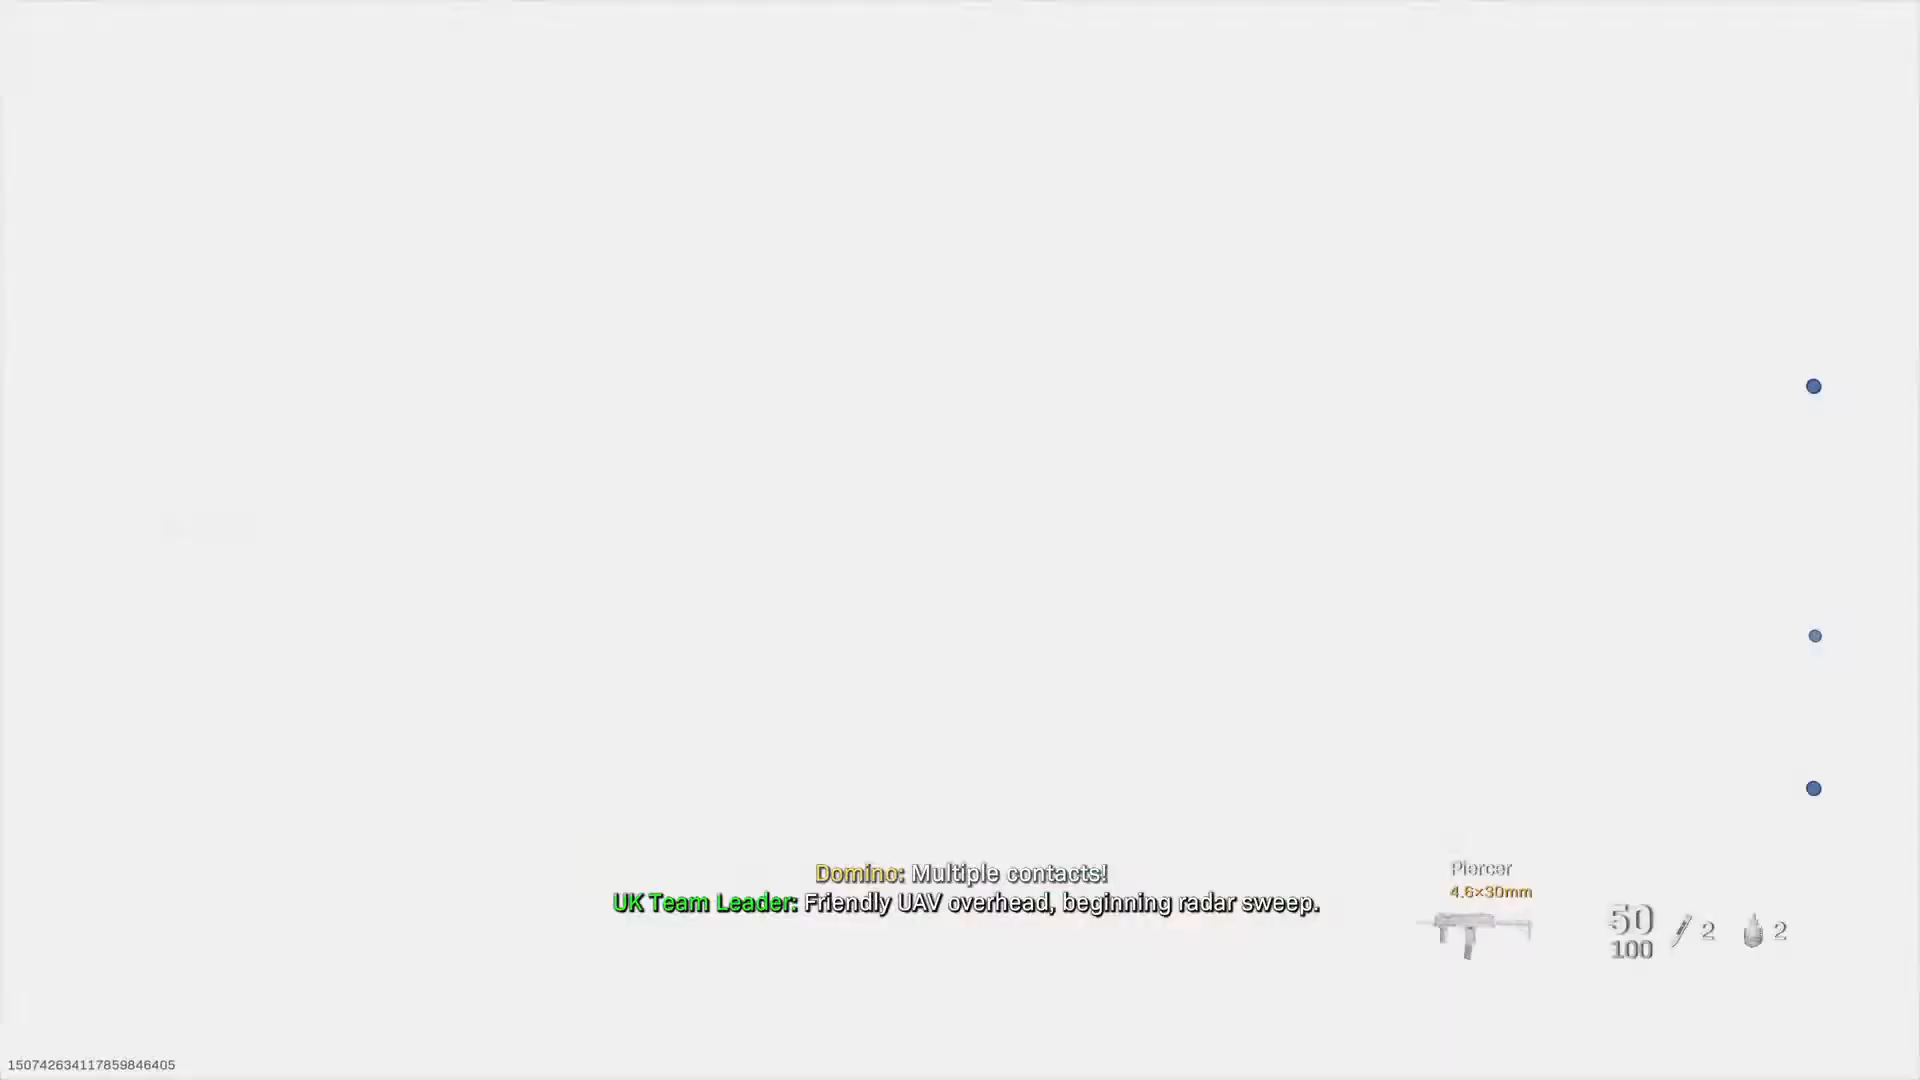 Domino: Multiple contacts!
UK Team Leader: Friendly UAV overhead, beginning radar sweep.
Piercer
4.6×30mm
50
100
2
2
150742634117859846405